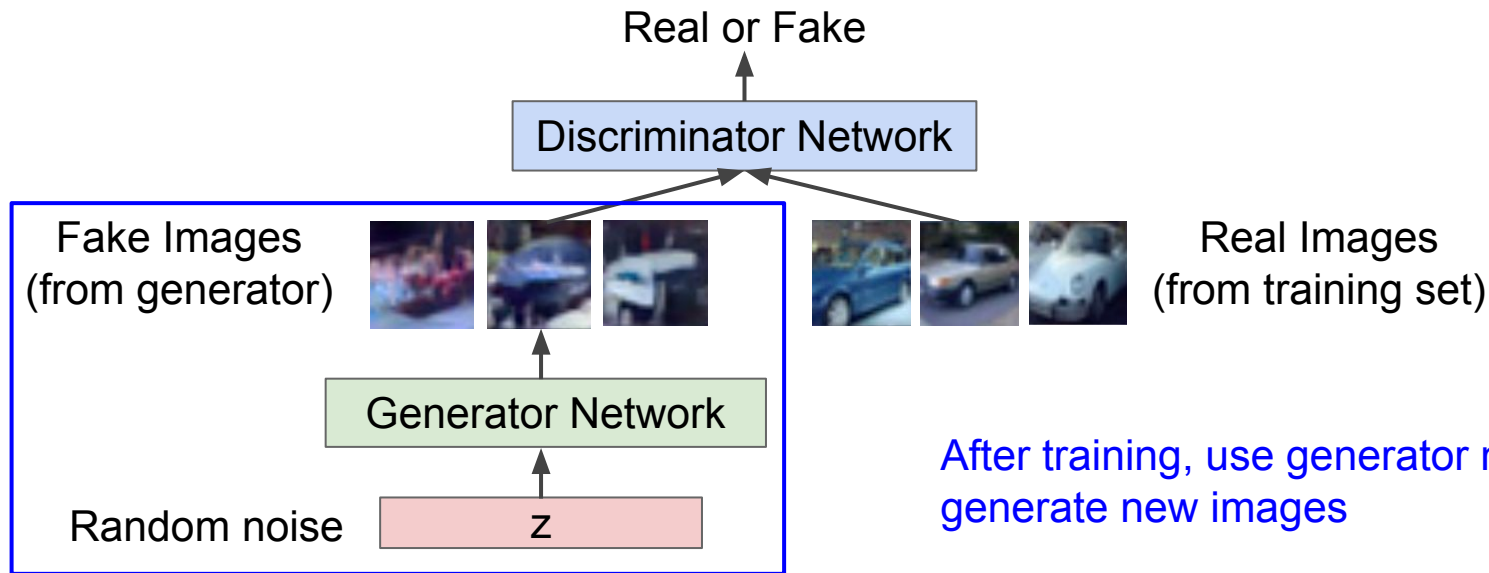 Real or Fake
Discriminator Network
Fake Images
(from generator)
Real Images
(from training set)
Generator Network
After training, use generator
generate new images
Random noise
z